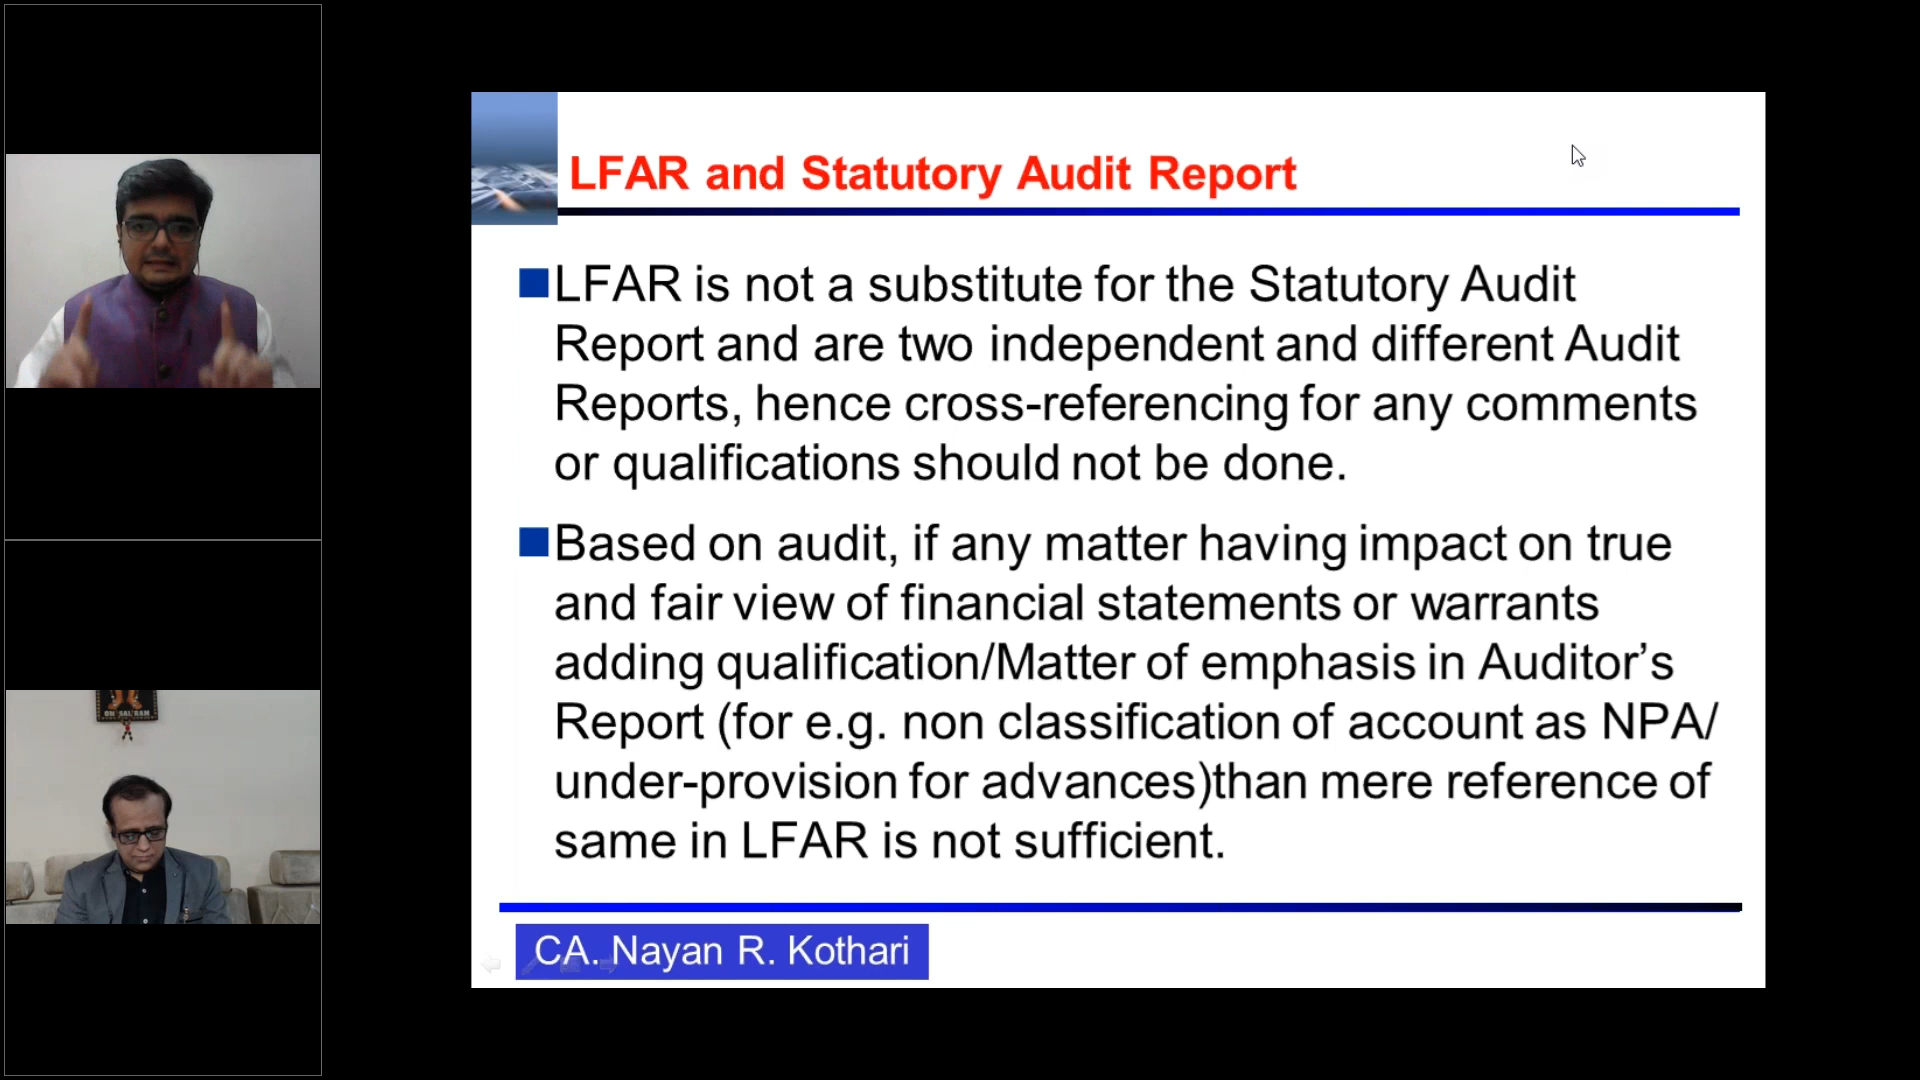 LFAR and Statutory Audit Report
LFAR is not a substitute for the Statutory Audit
Report and are two independent and different Audit
Reports, hence cross-referencing for any comments
or qualifications should not be done.
Based on audit, if any matter having impact on true
and fair view of financial statements or warrants
adding qualification/Matter of emphasis in Auditor’s
Report (for e.g. non classification of account as NPA/
under-provision for advances)than mere reference of
same in LFAR is not sufficient.
CA. Nayan R. Kothari
OM SAI RAM